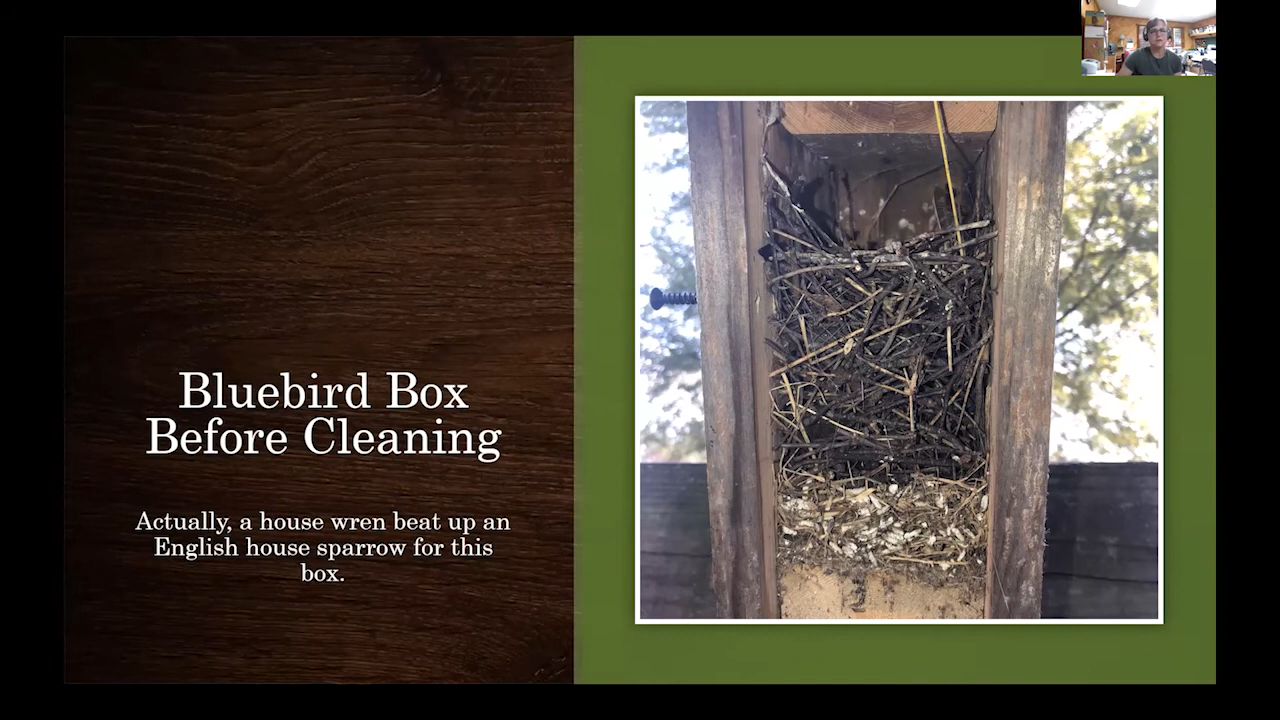 Bluebird Box
Before Cleaning
Actually, a house wren beat up an
English house sparrow for this
box.